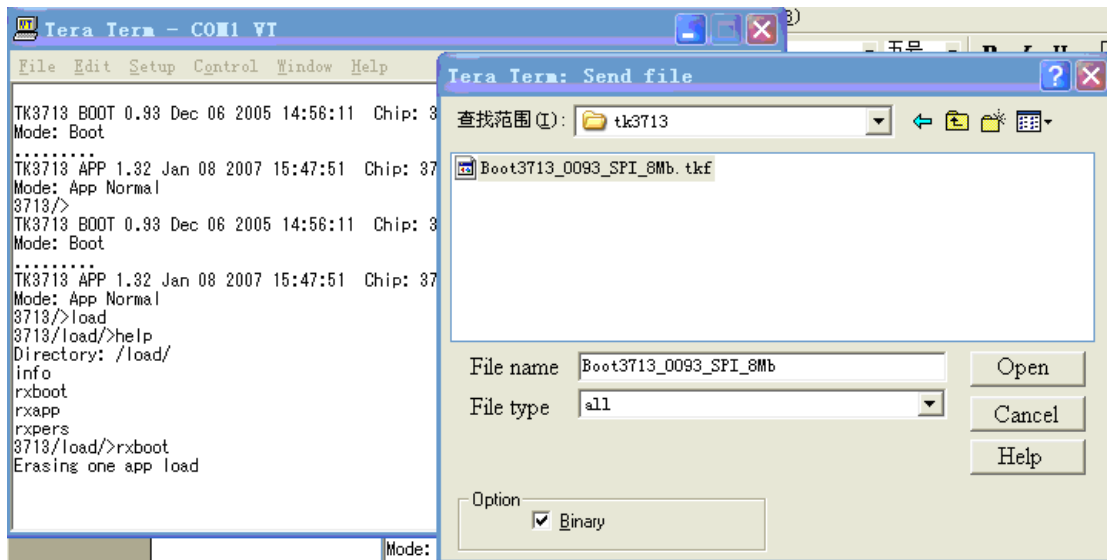 Tera Term - COM1 VT
File Edit Setup Control Window Help
TK3713 BOOT 0.93 Dec 06 2005 14:56:11 Chip: 3
Mode: Boot
.........
TK3713 APP 1.32 Jan 08 2007 15:47:51 Chip: 37
Mode: App Normal
3713/>
TK3713 BOOT 0.93 Dec 06 2005 14:56:11 Chip: 3
Mode: Boot
.........
TK3713 APP 1.32 Jan 08 2007 15:47:51 Chip: 37
Mode: App Normal
3713/>load
3713/load/>help
Directory: /load/
info
rxboot
rxapp
rxpers
3713/load/>rxboot
Erasing one app load
五号
Tera Term: Send file
查找范围(I): tk3713
Boot3713_0093_SPI_8Mb.tkf
File name Boot3713_0093_SPI_8Mb Open
File type all Cancel
Help
Option
Binary
Mode: